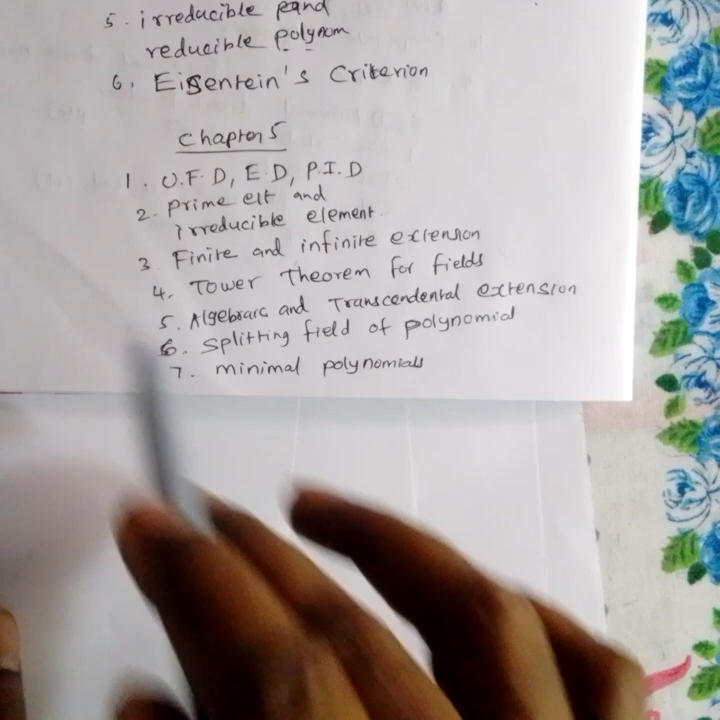 5. irreducible and
reducible polynom
6. Eisentein's Criterion
Chapter 5
1. U.F.D, E.D, P.I.D
2. Prime elt and
irreducible element.
3 Finite and infinite extension
4. Tower Theorem for fields
5. Algebraic and Transcendental extension
6. Splitting field of polynomial
7. minimal polynomials